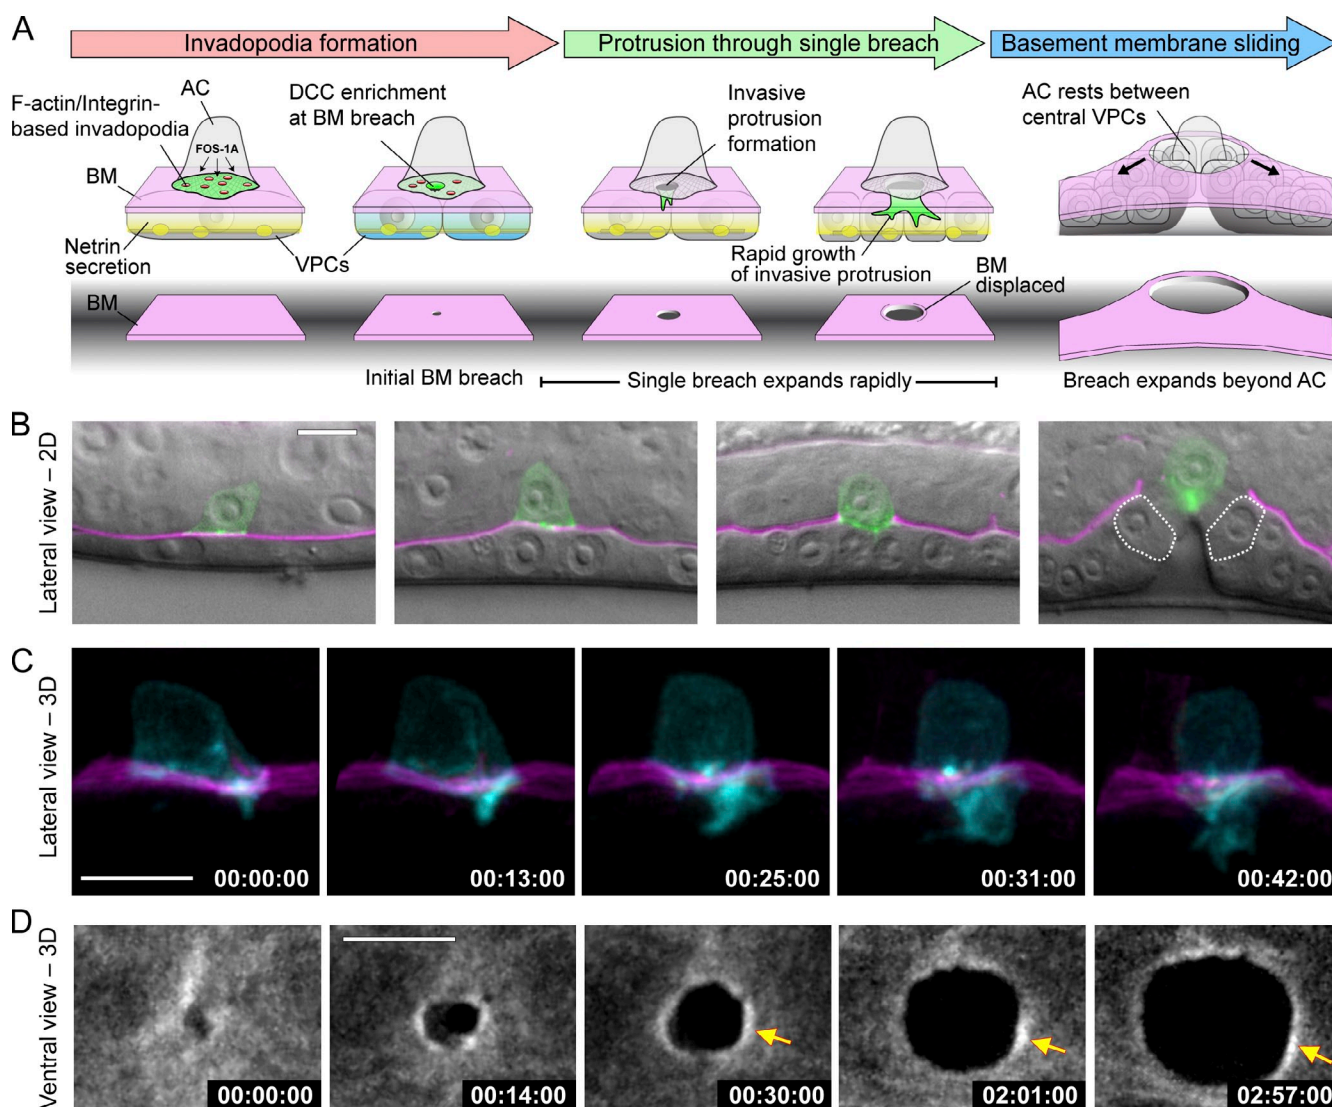 A
Invadopodia formation
Protrusion through single breach
Basement membrane sliding
AC
F-actin/Integrin-
based invadopodia
FOS-1A
BM
Netrin
secretion
VPCs
DCC enrichment
at BM breach
Invasive
protrusion
formation
Rapid growth
of invasive protrusion
AC rests between
central VPCs
BM
BM
displaced
Initial BM breach
Single breach expands rapidly
Breach expands beyond AC
B
Lateral view – 2D
C
Lateral view – 3D
00:00:00
00:13:00
00:25:00
00:31:00
00:42:00
D
Ventral view – 3D
00:00:00
00:14:00
00:30:00
02:01:00
02:57:00